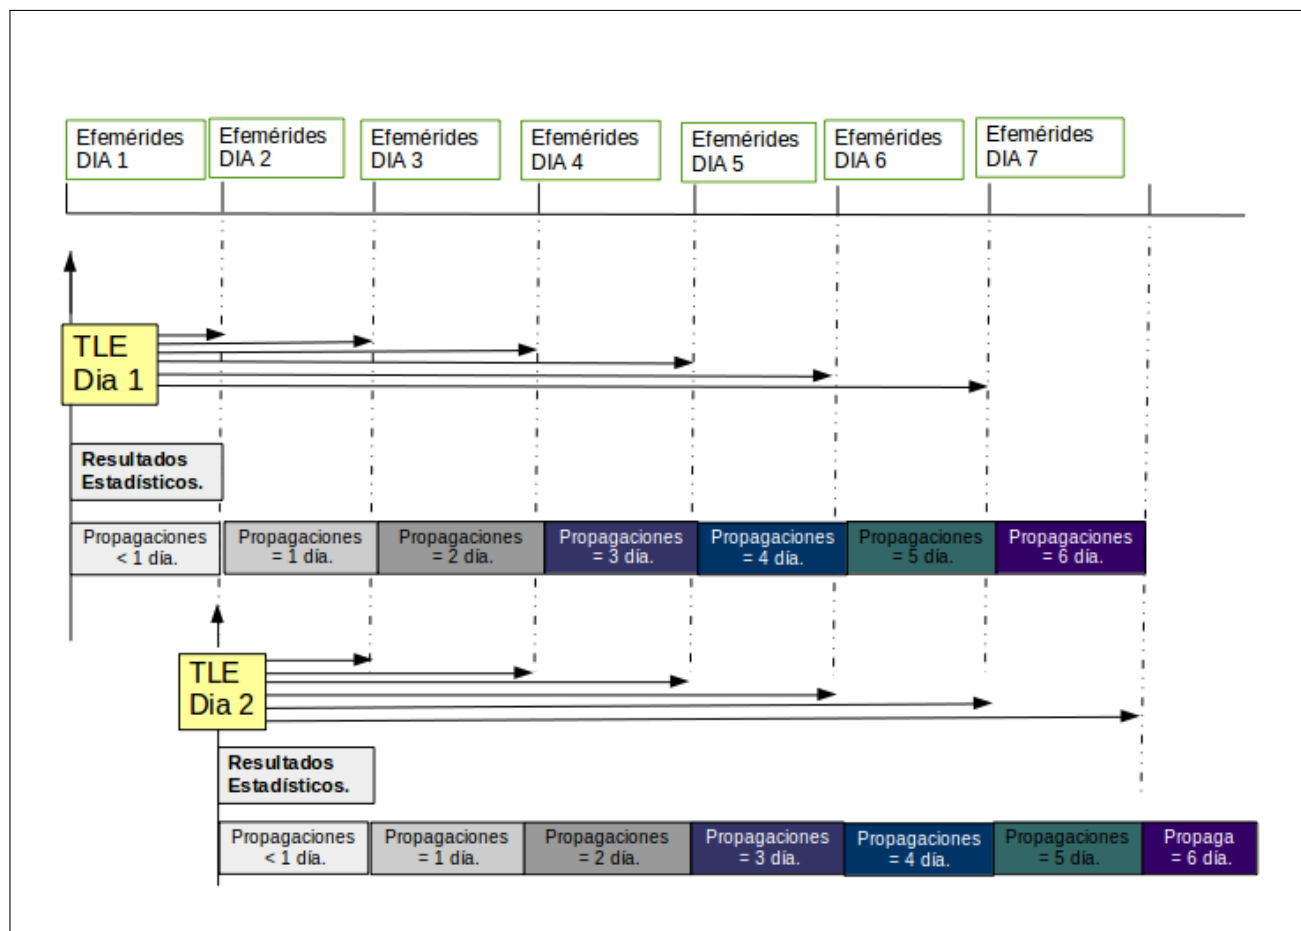 Efemérides
DIA 1
Efemérides
DIA 2
Efemérides
DIA 3
Efemérides
DIA 4
Efemérides
DIA 5
Efemérides
DIA 6
Efemérides
DIA 7
TLE
Dia 1
Resultados
Estadísticos.
Propagaciones
< 1 día.
Propagaciones
= 1 día.
Propagaciones
= 2 día.
Propagaciones
= 3 día.
Propagaciones
= 4 día.
Propagaciones
= 5 día.
Propagaciones
= 6 día.
TLE
Dia 2
Resultados
Estadísticos.
Propagaciones
< 1 día.
Propagaciones
= 1 día.
Propagaciones
= 2 día.
Propagaciones
= 3 día.
Propagaciones
= 4 día.
Propagaciones
= 5 día.
Propaga
= 6 día.